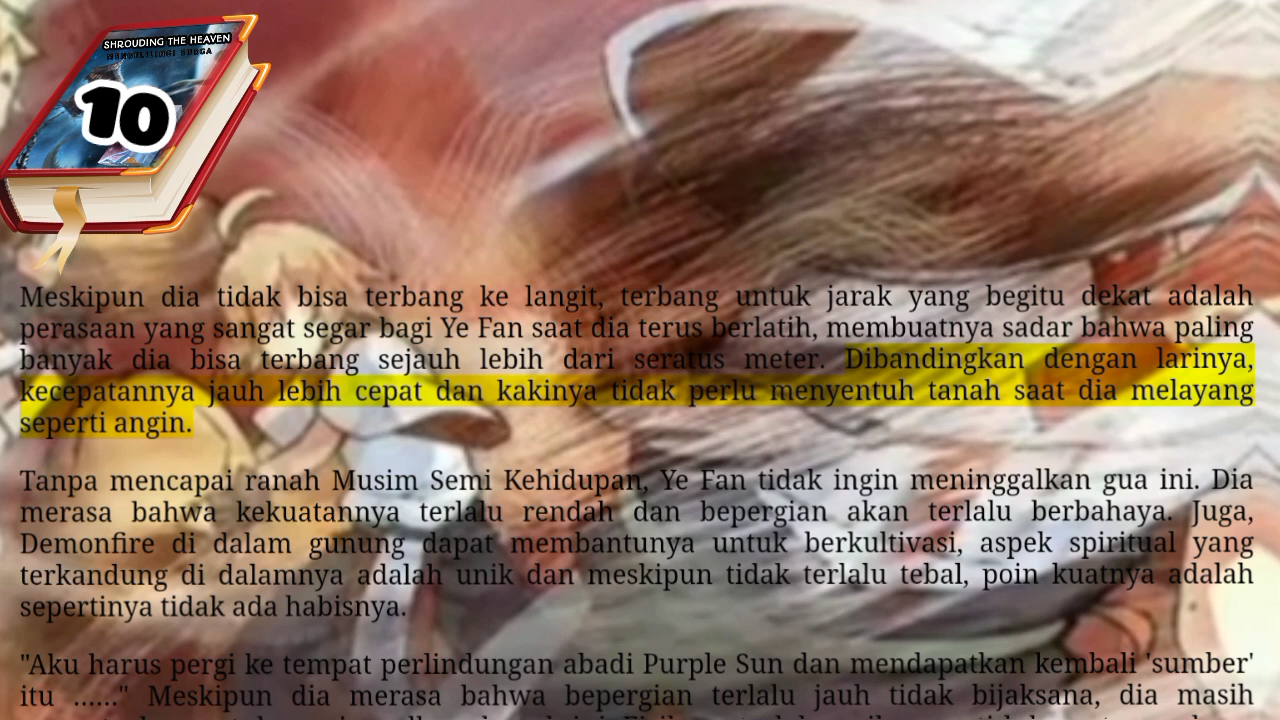 SHROUDING THE HEAVEN
10
Meskipun dia tidak bisa terbang ke langit, terbang untuk jarak yang begitu dekat adalah
perasaan yang sangat segar bagi Ye Fan saat dia terus berlatih, membuatnya sadar bahwa paling
banyak dia bisa terbang sejauh lebih dari seratus meter. Dibandingkan dengan larinya,
kecepatannya jauh lebih cepat dan kakinya tidak perlu menyentuh tanah saat dia melayang
seperti angin.
Tanpa mencapai ranah Musim Semi Kehidupan, Ye Fan tidak ingin meninggalkan gua ini. Dia
merasa bahwa kekuatannya terlalu rendah dan bepergian akan terlalu berbahaya. Juga,
Demonfire di dalam gunung dapat membantunya untuk berkultivasi, aspek spiritual yang
terkandung di dalamnya adalah unik dan meskipun tidak terlalu tebal, poin kuatnya adalah
sepertinya tidak ada habisnya.
"Aku harus pergi ke tempat perlindungan abadi Purple Sun dan mendapatkan kembali 'sumber'
itu ......" Meskipun dia merasa bahwa bepergian terlalu jauh tidak bijaksana, dia masih